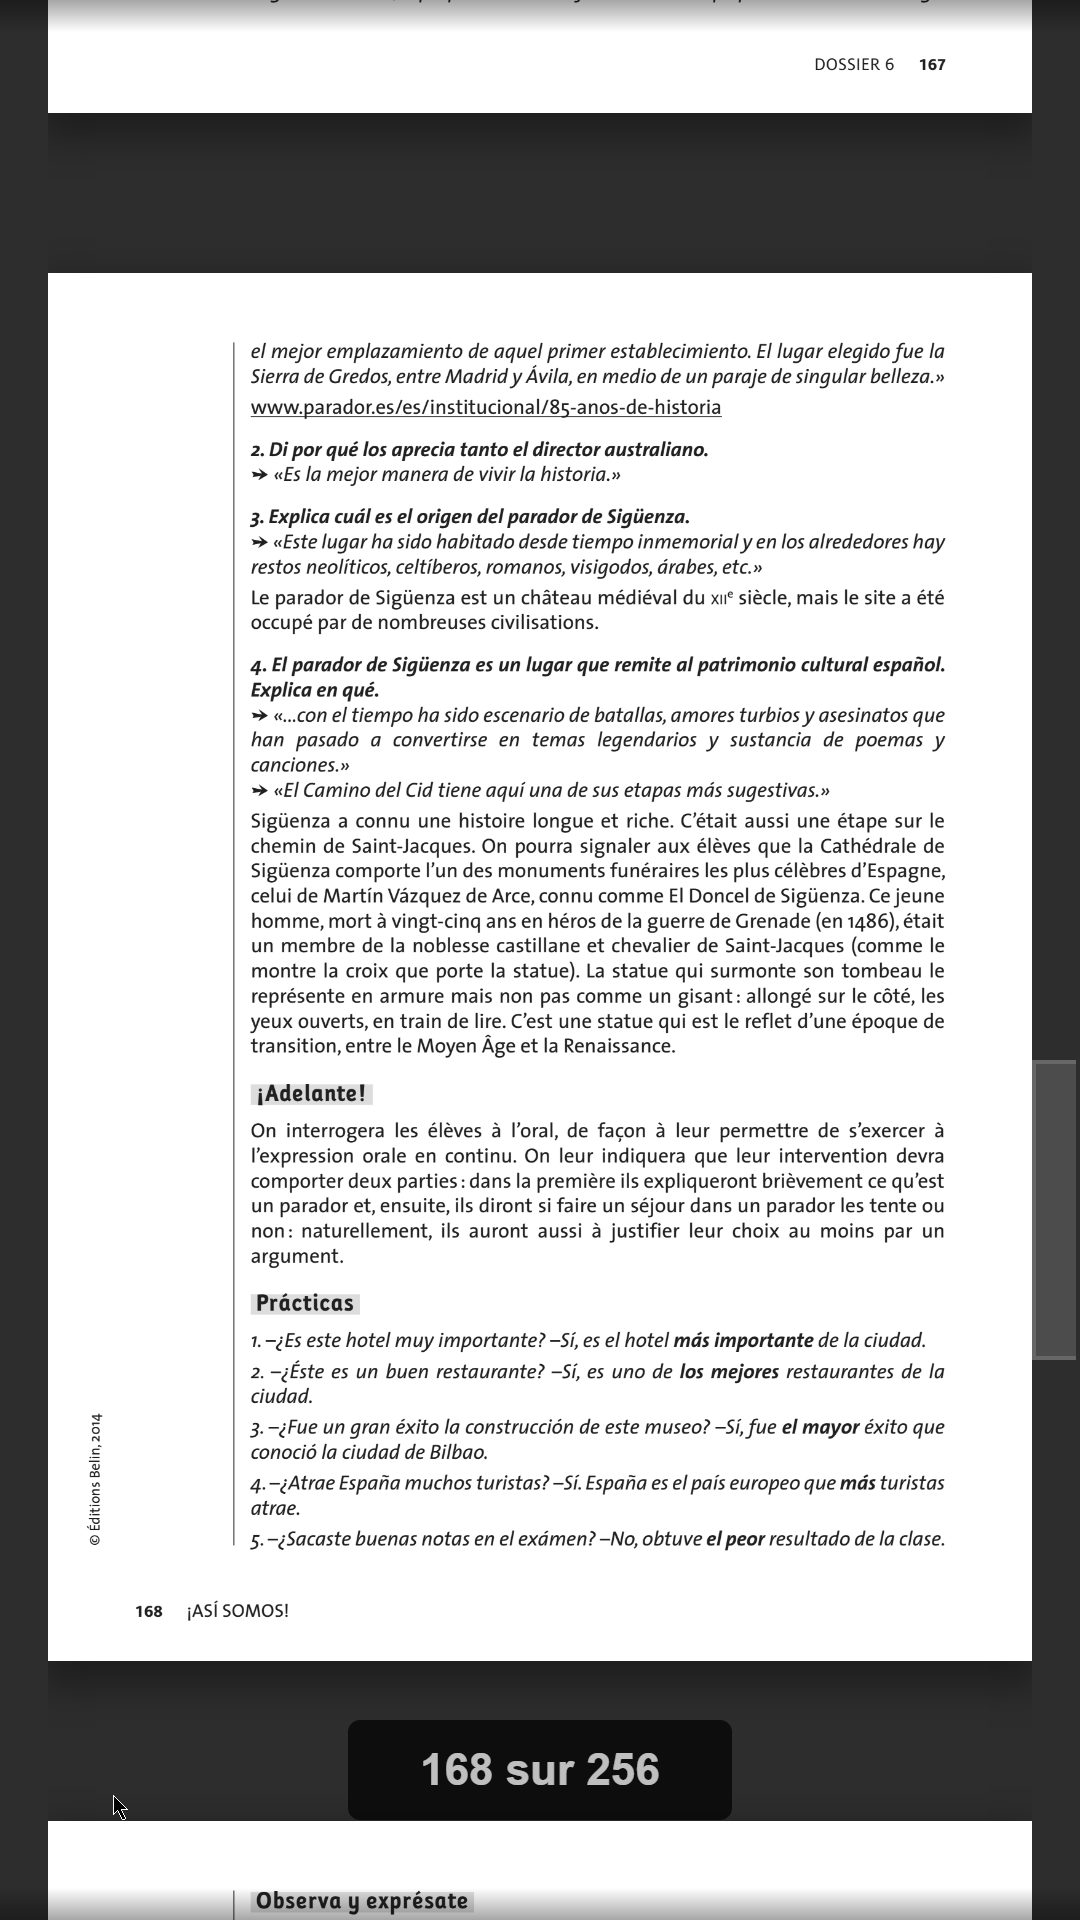 DOSSIER 6 167
el mejor emplazamiento de aquel primer establecimiento. El lugar elegido fue la
Sierra de Gredos, entre Madrid y Ávila, en medio de un paraje de singular belleza.»
www.parador.es/es/institucional/85-anos-de-historia
2. Di por qué los aprecia tanto el director australiano.
➳ «Es la mejor manera de vivir la historia.»
3. Explica cuál es el origen del parador de Sigüenza.
➳ «Este lugar ha sido habitado desde tiempo inmemorial y en los alrededores hay
restos neolíticos, celtíberos, romanos, visigodos, árabes, etc.»
Le parador de Sigüenza est un château médiéval du XIIe siècle, mais le site a été
occupé par de nombreuses civilisations.
4. El parador de Sigüenza es un lugar que remite al patrimonio cultural español.
Explica en qué.
➳ «...con el tiempo ha sido escenario de batallas, amores turbios y asesinatos que
han pasado a convertirse en temas legendarios y sustancia de poemas y
canciones.»
➳ «El Camino del Cid tiene aquí una de sus etapas más sugestivas.»
Sigüenza a connu une histoire longue et riche. C'était aussi une étape sur le
chemin de Saint-Jacques. On pourra signaler aux élèves que la Cathédrale de
Sigüenza comporte l'un des monuments funéraires les plus célèbres d'Espagne,
celui de Martín Vázquez de Arce, connu comme El Doncel de Sigüenza. Ce jeune
homme, mort à vingt-cinq ans en héros de la guerre de Grenade (en 1486), était
un membre de la noblesse castillane et chevalier de Saint-Jacques (comme le
montre la croix que porte la statue). La statue qui surmonte son tombeau le
représente en armure mais non pas comme un gisant : allongé sur le côté, les
yeux ouverts, en train de lire. C'est une statue qui est le reflet d'une époque de
transition, entre le Moyen Âge et la Renaissance.
¡Adelante!
On interrogera les élèves à l'oral, de façon à leur permettre de s'exercer à
l'expression orale en continu. On leur indiquera que leur intervention devra
comporter deux parties : dans la première ils expliqueront brièvement ce qu'est
un parador et, ensuite, ils diront si faire un séjour dans un parador les tente ou
non : naturellement, ils auront aussi à justifier leur choix au moins par un
argument.
Prácticas
1. –¿Es este hotel muy importante? –Sí, es el hotel más importante de la ciudad.
2. –¿Éste es un buen restaurante? –Sí, es uno de los mejores restaurantes de la
ciudad.
3. –¿Fue un gran éxito la construcción de este museo? –Sí, fue el mayor éxito que
conoció la ciudad de Bilbao.
4. –¿Atrae España muchos turistas? –Sí. España es el país europeo que más turistas
atrae.
5. –¿Sacaste buenas notas en el exámen? –No, obtuve el peor resultado de la clase.
© Éditions Belin, 2014
168 ¡ASÍ SOMOS!
168 sur 256
Observa y exprésate